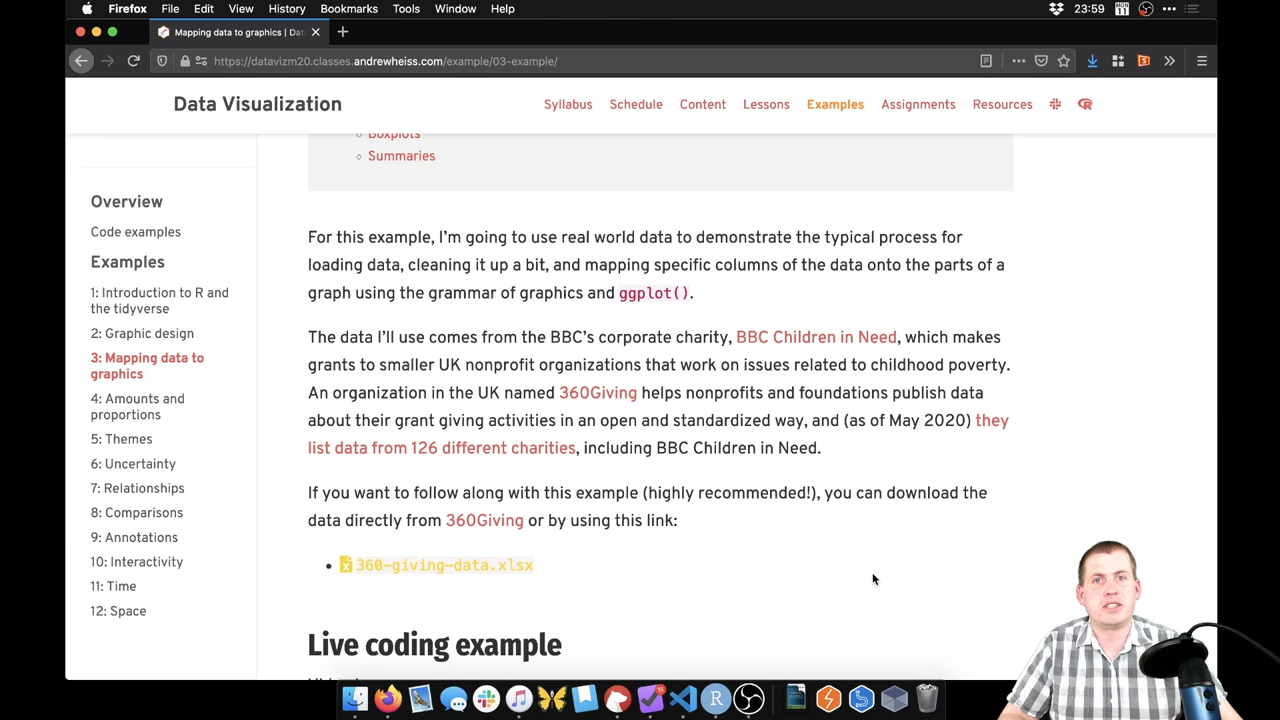 Firefox File Edit View History Bookmarks Tools Window Help 23:59 MON 11
Mapping data to graphics | Dat
https://datavizm20.classes.andrewheiss.com/example/03-example/
Data Visualization Syllabus Schedule Content Lessons Examples Assignments Resources
Boxplots
Summaries
Overview
Code examples
Examples
1: Introduction to R and
the tidyverse
2: Graphic design
3: Mapping data to
graphics
4: Amounts and
proportions
5: Themes
6: Uncertainty
7: Relationships
8: Comparisons
9: Annotations
10: Interactivity
11: Time
12: Space
For this example, I’m going to use real world data to demonstrate the typical process for
loading data, cleaning it up a bit, and mapping specific columns of the data onto the parts of a
graph using the grammar of graphics and ggplot().
The data I’ll use comes from the BBC’s corporate charity, BBC Children in Need, which makes
grants to smaller UK nonprofit organizations that work on issues related to childhood poverty.
An organization in the UK named 360Giving helps nonprofits and foundations publish data
about their grant giving activities in an open and standardized way, and (as of May 2020) they
list data from 126 different charities, including BBC Children in Need.
If you want to follow along with this example (highly recommended!), you can download the
data directly from 360Giving or by using this link:
360-giving-data.xlsx
Live coding example